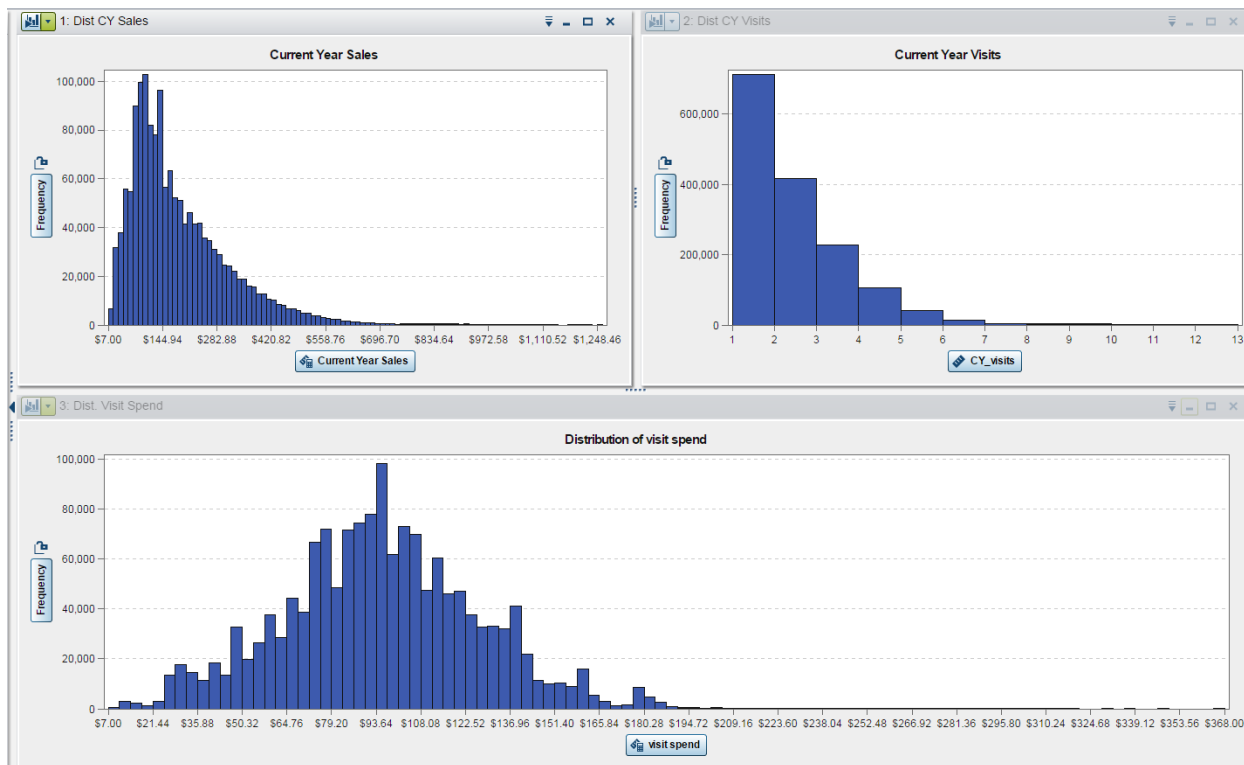 1: Dist CY Sales
Current Year Sales
100,000
80,000
60,000
40,000
20,000
0
Frequency
$7.00 $144.94 $282.88 $420.82 $558.76 $696.70 $834.64 $972.58 $1,110.52 $1,248.46
Current Year Sales
2: Dist CY Visits
Current Year Visits
600,000
400,000
200,000
0
Frequency
1 2 3 4 5 6 7 8 9 10 11 12 13
CY_visits
3: Dist. Visit Spend
Distribution of visit spend
100,000
80,000
60,000
40,000
20,000
0
Frequency
$7.00 $21.44 $35.88 $50.32 $64.76 $79.20 $93.64 $108.08 $122.52 $136.96 $151.40 $165.84 $180.28 $194.72 $209.16 $223.60 $238.04 $252.48 $266.92 $281.36 $295.80 $310.24 $324.68 $339.12 $353.56 $368.00
visit spend